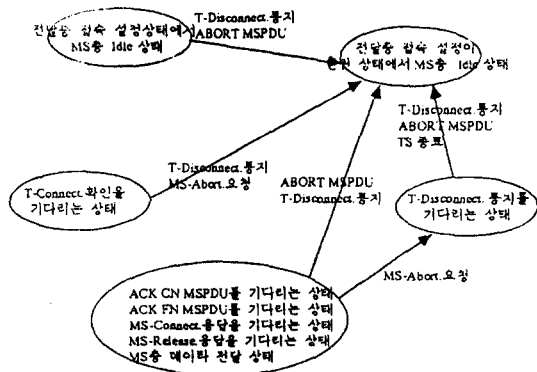 전달층 접속 설정상태에서
MS층 Idle 상태
T-Disconnect.통지
ABORT MSPDU
전달층 접속 설정이
상태에서 MS층 Idle 상태
T-Disconnect.통지
ABORT MSPDU
TS 종료
T-Disconnect.통지
MS-Abort.요청
ABORT MSPDU
T-Disconnect.통지
T-Connect.확인을
기다리는 상태
T-Disconnect.통지를
기다리는 상태
MS-Abort.요청
ACK CN MSPDU를 기다리는 상태
ACK FN MSPDU를 기다리는 상태
MS-Connect.응답을 기다리는 상태
MS-Release.응답을 기다리는 상태
MS층 데이타 전달 상태